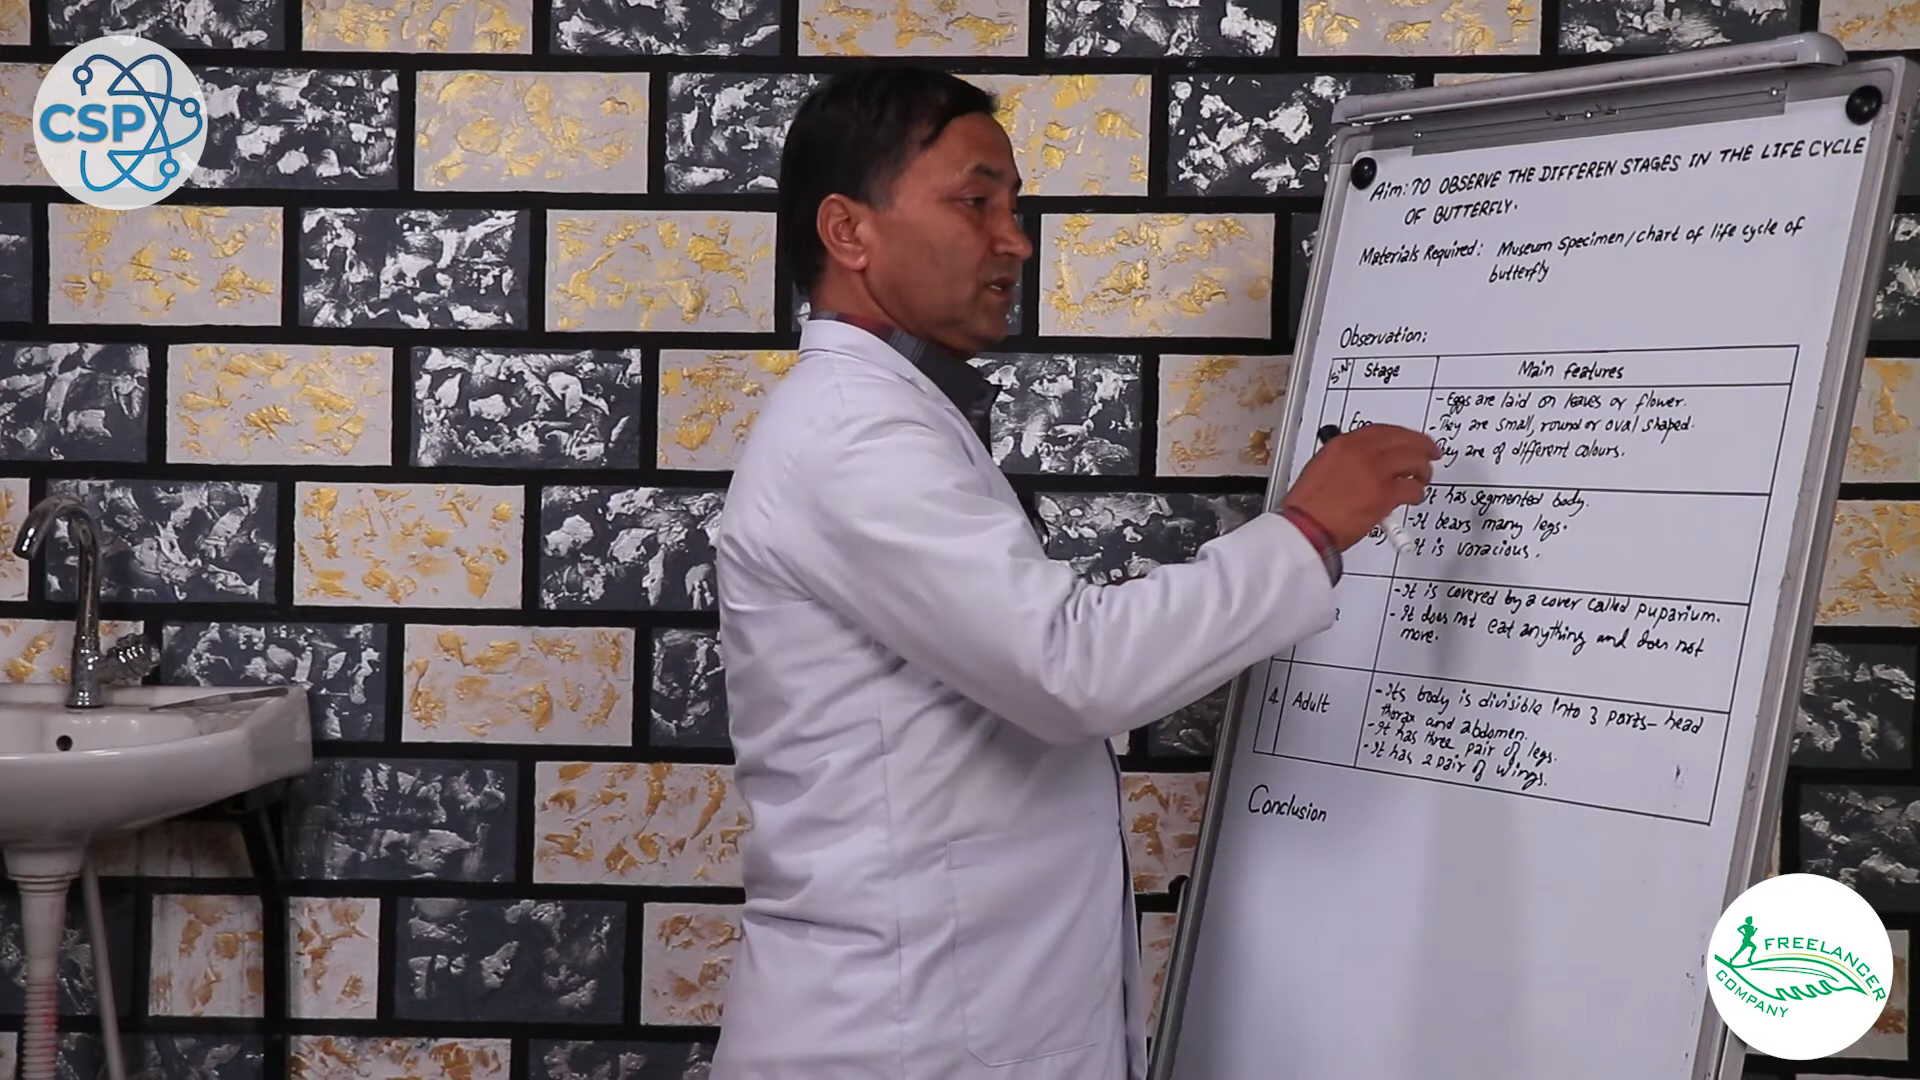 CSP
Aim: TO OBSERVE THE DIFFEREN STAGES IN THE LIFE CYCLE
OF BUTTERFLY.
Materials Required: Museum specimen/chart of life cycle of
butterfly
Observation:
S.N. Stage Main features
- Eggs are laid on leaves or flower.
- They are small, round or oval shaped.
They are of different colours.
It has segmented body.
- It bears many legs.
It is voracious.
- It is covered by a cover called puparium.
- It does not eat anything and does not
move.
4. Adult - Its body is divisible into 3 parts- head
thorax and abdomen.
- It has three pair of legs.
- It has 2 pair of wings.
Conclusion
FREELANCER
COMPANY